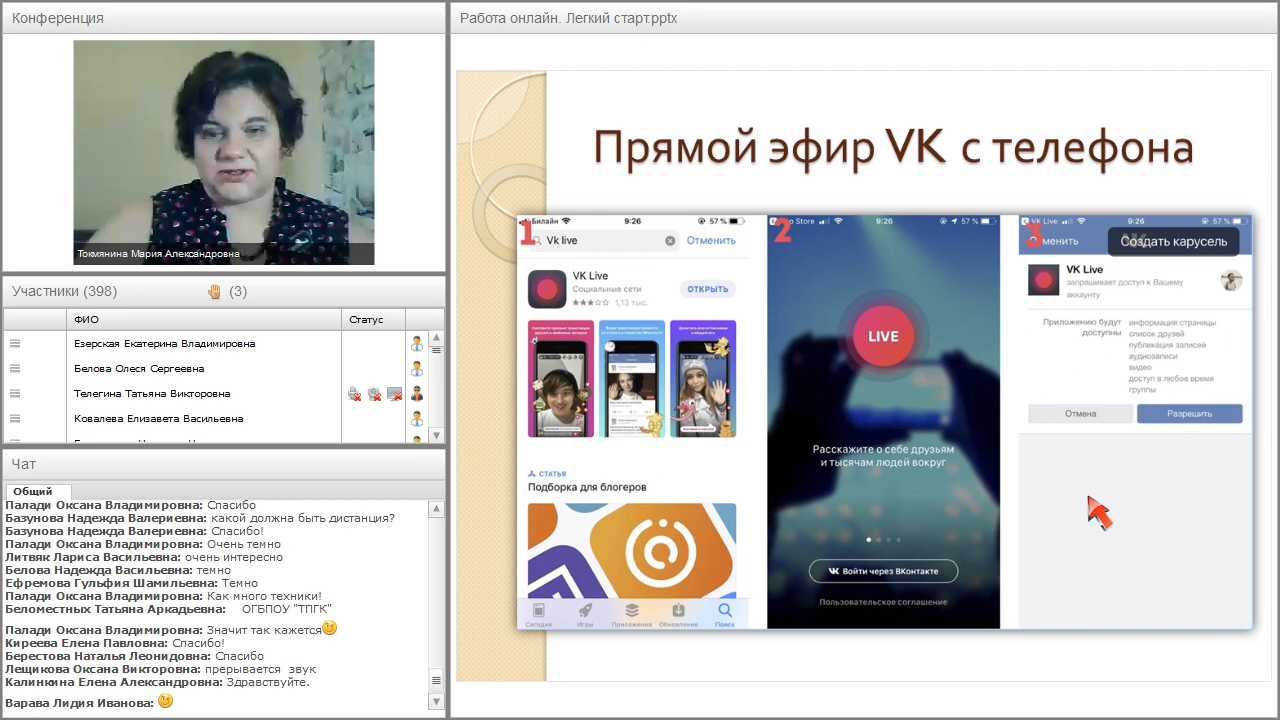 Конференция
Токмянина Мария Александровна
Участники (398)
(3)
ФИО
Статус
Езерская Екатерина Владимировна
Белова Олеся Сергеевна
Телегина Татьяна Викторовна
Костарева Елизавета Валерьевна
Чат
Общий
Палади Оксана Владимировна: Спасибо
Базунова Надежда Валериевна: какой должна быть дистанция?
Базунова Надежда Валериевна: Спасибо!
Палади Оксана Владимировна: Очень темно
Литвяк Лариса Васильевна: очень интересно
Белова Надежда Васильевна: темно
Ефремова Гульфия Шамилевна: Темно
Палади Оксана Владимировна: Как много техники!
Беломестных Татьяна Арнольдовна: ОГБПОУ "ТПГК"
Палади Оксана Владимировна: Значит так кажется
Киреева Елена Павловна: Спасибо!
Берестова Наталья Леонидовна: Спасибо
Лещикова Оксана Викторовна: прерывается звук
Калинкина Елена Александровна: Здравствуйте.
Варава Лидия Иванова:
Работа онлайн. Легкий старт.pptx
Прямой эфир VK с телефона
1
Билайн
9:26
57 %
Vk live
Отменить
VK Live
Социальные сети
1,13 тыс.
ОТКРЫТЬ
СТАТЬЯ
Подборка для блогеров
Сегодня
Игры
Приложения
Обновления
Поиск
2
9:26
57 %
LIVE
Расскажите о себе друзьям
и тысячам людей вокруг
Войти через ВКонтакте
Пользовательское соглашение
3
VK Live
9:26
57 %
Создать карусель
VK Live
запрашивает доступ к Вашему
аккаунту
Приложению будут
доступны
информация страницы
список друзей
публикация записей
аудиозаписи
видео
доступ в любое время
группы
Отмена
Разрешить